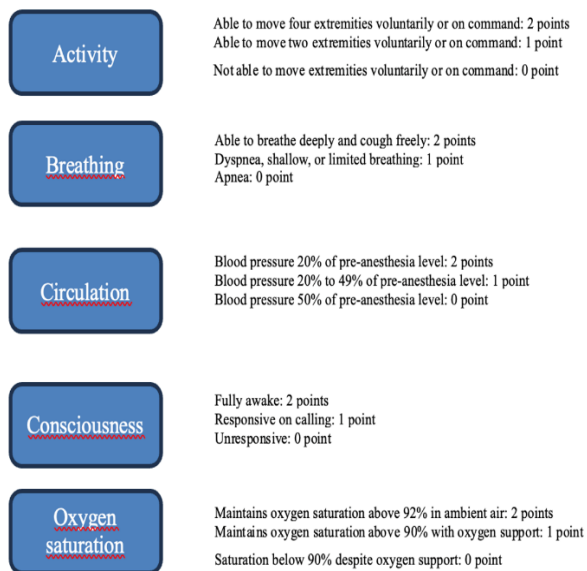 Activity
Able to move four extremities voluntarily or on command: 2 points
Able to move two extremities voluntarily or on command: 1 point
Not able to move extremities voluntarily or on command: 0 point
Breathing
Able to breathe deeply and cough freely: 2 points
Dyspnea, shallow, or limited breathing: 1 point
Apnea: 0 point
Circulation
Blood pressure 20% of pre-anesthesia level: 2 points
Blood pressure 20% to 49% of pre-anesthesia level: 1 point
Blood pressure 50% of pre-anesthesia level: 0 point
Consciousness
Fully awake: 2 points
Responsive on calling: 1 point
Unresponsive: 0 point
Oxygen
saturation
Maintains oxygen saturation above 92% in ambient air: 2 points
Maintains oxygen saturation above 90% with oxygen support: 1 point
Saturation below 90% despite oxygen support: 0 point